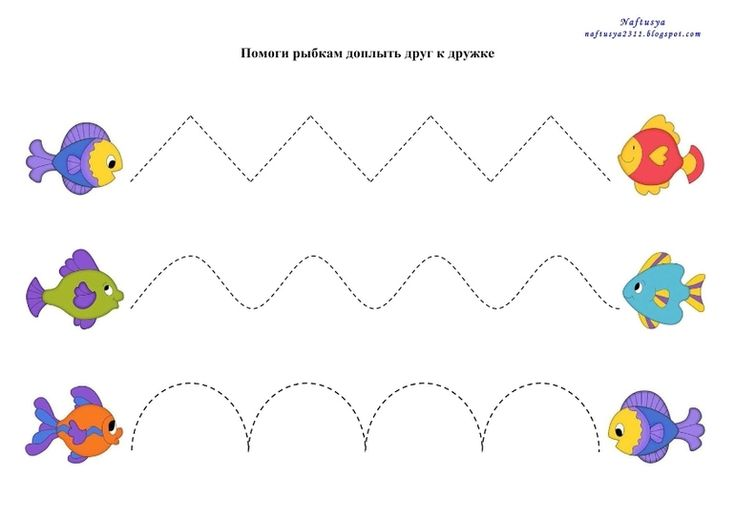 Naftusya
naftusya2311.blogspot.com
Помоги рыбкам доплыть друг к дружке